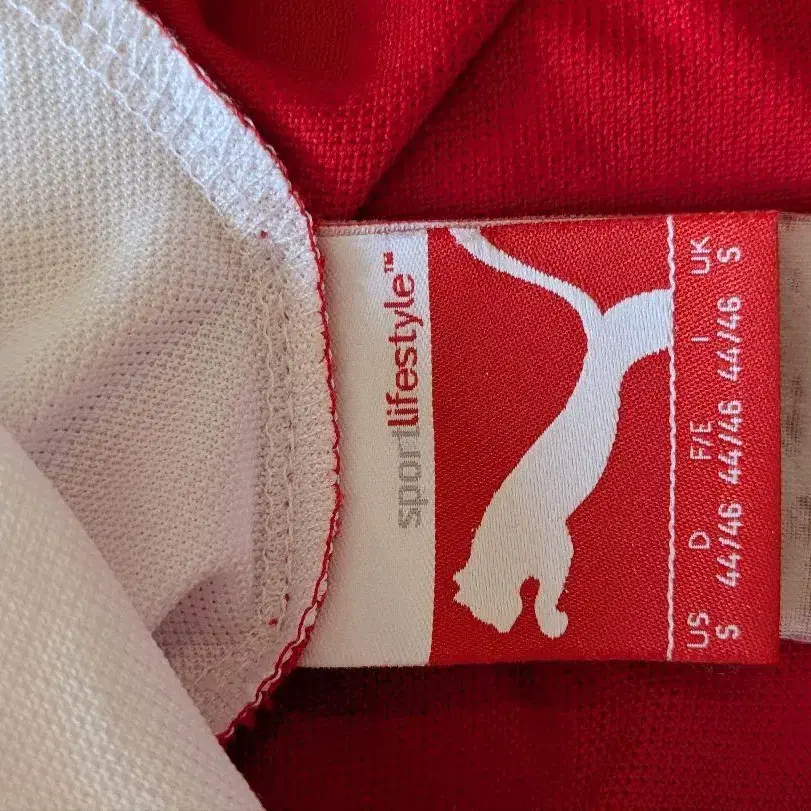 sportlifestyle™
US D F/E I UK
S 44/46 44/46 44/46 S